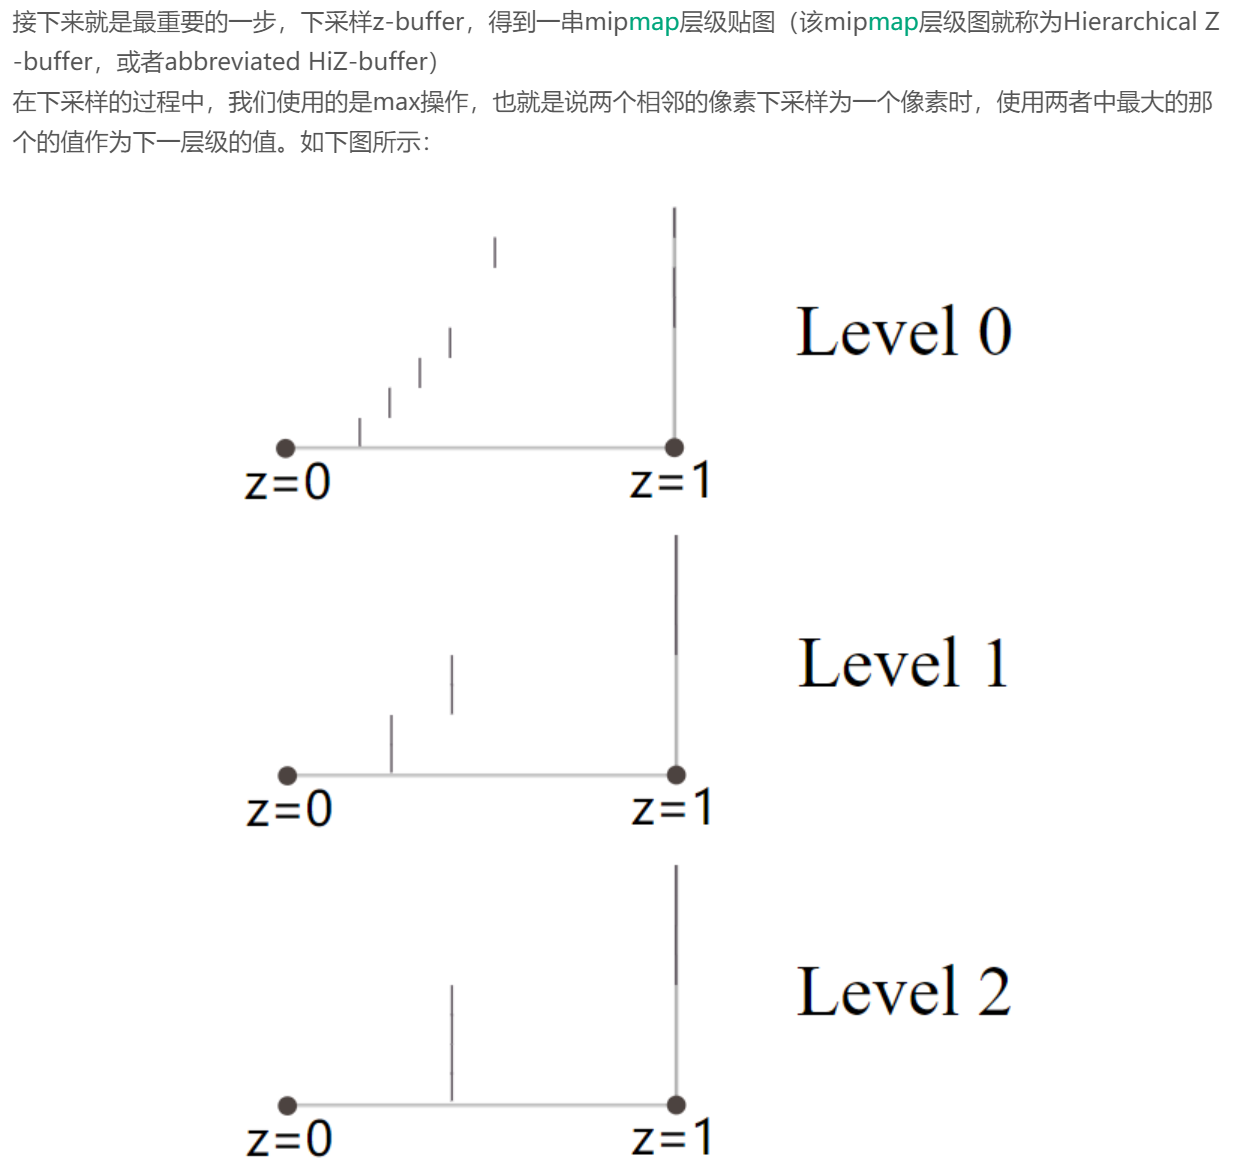 接下来就是最重要的一步，下采样z-buffer，得到一串mipmap层级贴图（该mipmap层级图就称为Hierarchical Z
-buffer，或者abbreviated HiZ-buffer）
在下采样的过程中，我们使用的是max操作，也就是说两个相邻的像素下采样为一个像素时，使用两者中最大的那
个的值作为下一层级的值。如下图所示：
Level 0
z=0 z=1
Level 1
z=0 z=1
Level 2
z=0 z=1